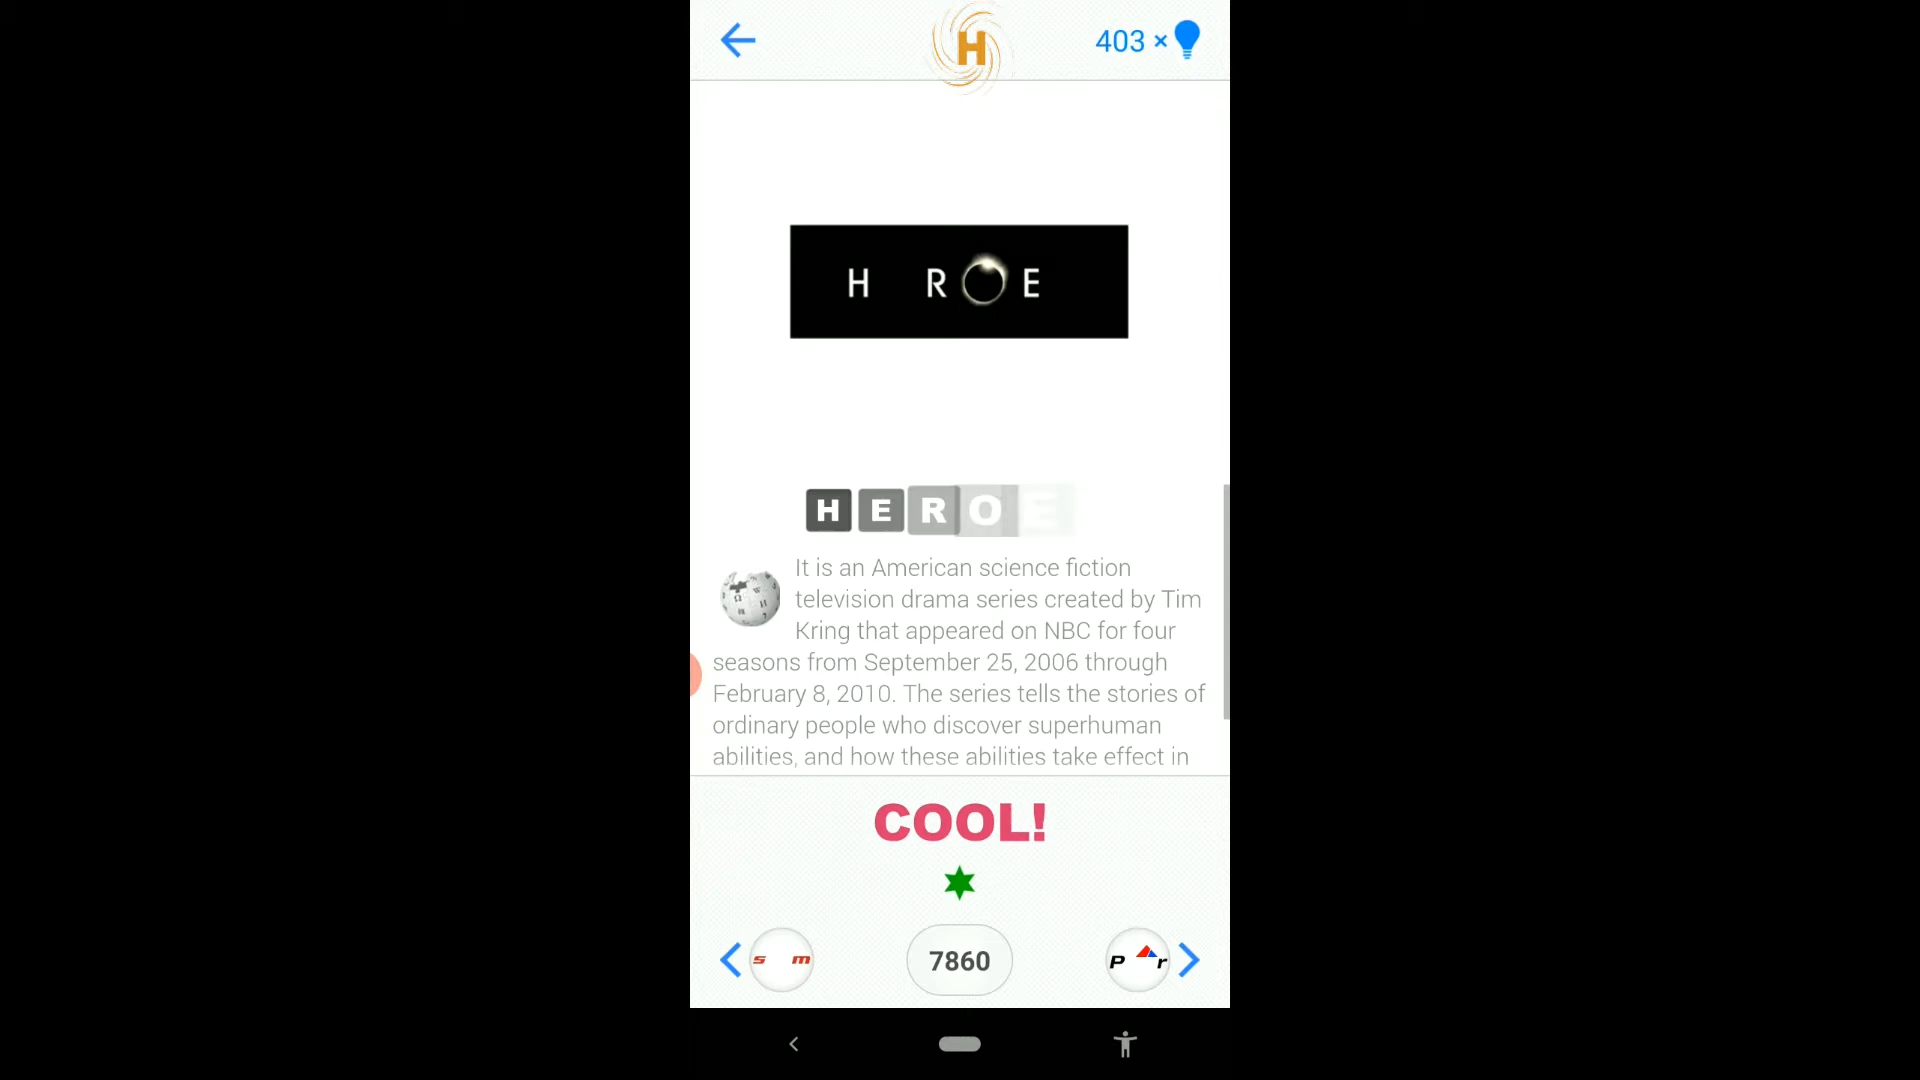 H
403 ×
H R O E
H E R O E
It is an American science fiction
television drama series created by Tim
Kring that appeared on NBC for four
seasons from September 25, 2006 through
February 8, 2010. The series tells the stories of
ordinary people who discover superhuman
abilities, and how these abilities take effect in
COOL!
s m
7860
P r